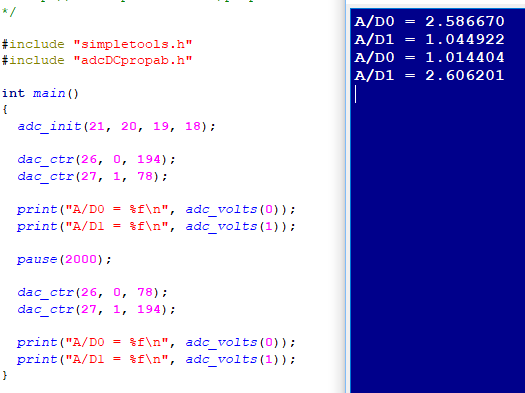 */
#include "simpletools.h"
#include "adcDCpropab.h"
int main()
{
adc_init(21, 20, 19, 18);
dac_ctr(26, 0, 194);
dac_ctr(27, 1, 78);
print("A/D0 = %f\n", adc_volts(0));
print("A/D1 = %f\n", adc_volts(1));
pause(2000);
dac_ctr(26, 0, 78);
dac_ctr(27, 1, 194);
print("A/D0 = %f\n", adc_volts(0));
print("A/D1 = %f\n", adc_volts(1));
}
A/D0 = 2.586670
A/D1 = 1.044922
A/D0 = 1.014404
A/D1 = 2.606201